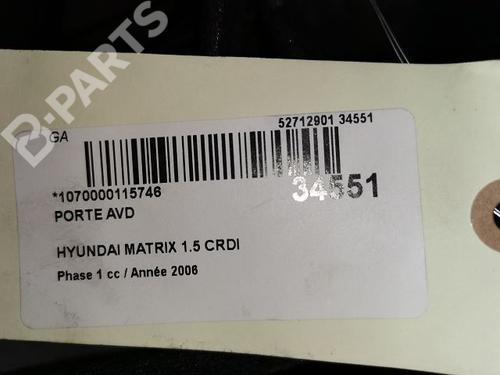 B-PARTS
GA
52712901 34551
*1070000115746
34551
PORTE AVD
HYUNDAI MATRIX 1.5 CRDI
Phase 1 cc / Année 2006